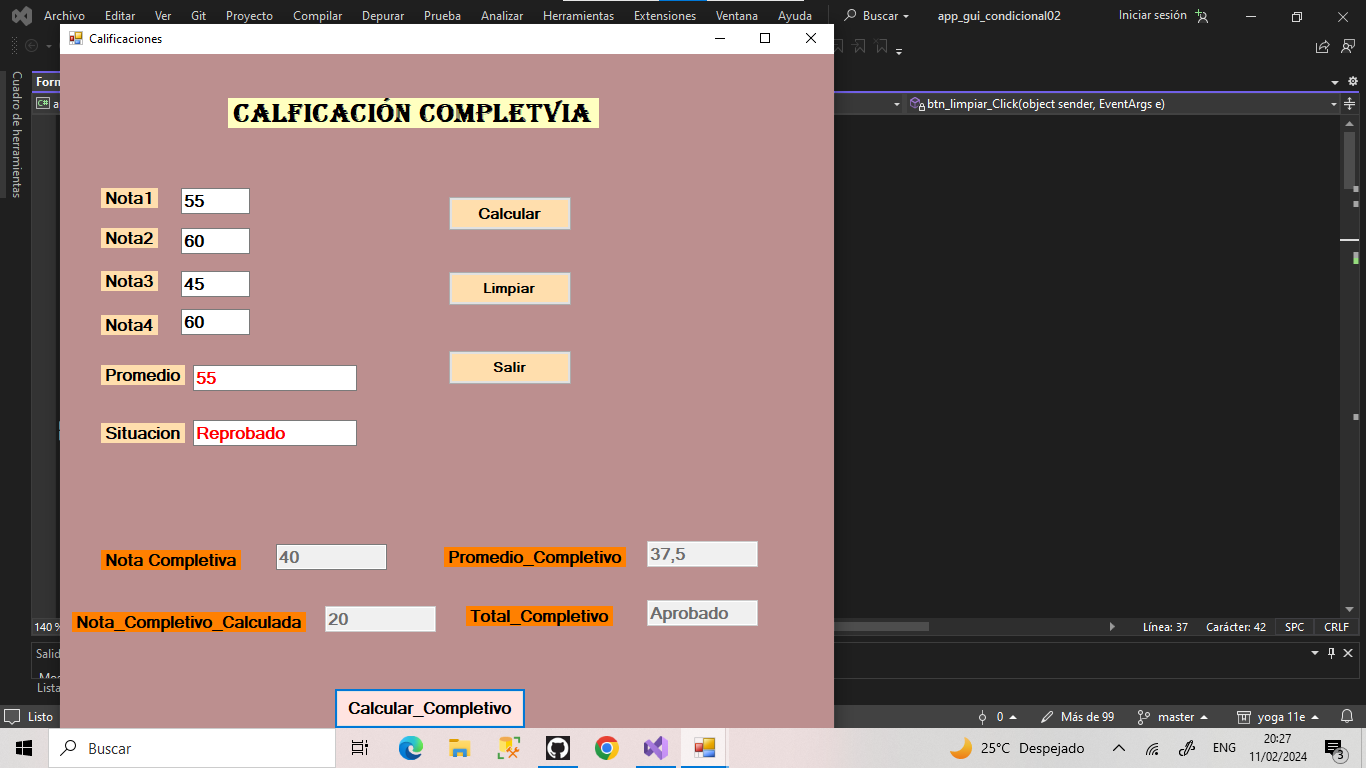 Archivo Editar Ver Git Proyecto Compilar Depurar Prueba Analizar Herramientas Extensiones Ventana Ayuda Buscar app_gui_condicional02 Iniciar sesión
Calificaciones
Cuadro de herramientas
Form
C# a
btn_limpiar_Click(object sender, EventArgs e)
CALFICACIÓN COMPLETVIA
Nota1 55
Calcular
Nota2 60
Nota3 45
Limpiar
Nota4 60
Promedio 55
Salir
Situacion Reprobado
Nota Completiva 40
Promedio_Completivo 37,5
Nota_Completivo_Calculada 20
Total_Completivo Aprobado
Calcular_Completivo
140 %
Línea: 37 Carácter: 42 SPC CRLF
Salid
Lista
Listo
0 Más de 99 master yoga 11e
Buscar
25°C Despejado
ENG
20:27
11/02/2024
3